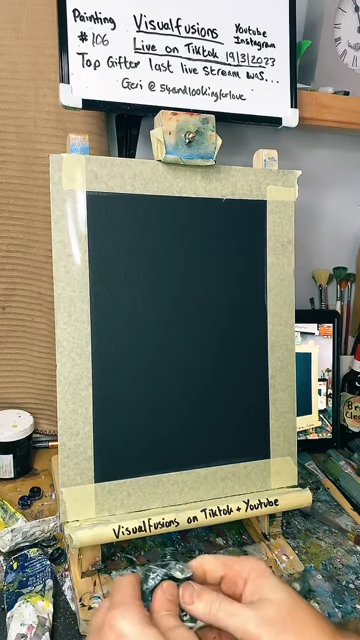 Painting Visualfusions Youtube
#106 Instagram
Live on Tiktok 19/3/2023
Top Gifter last live stream was...
Geri @ 54andlookingforlove
Visualfusions on Tiktok + Youtube